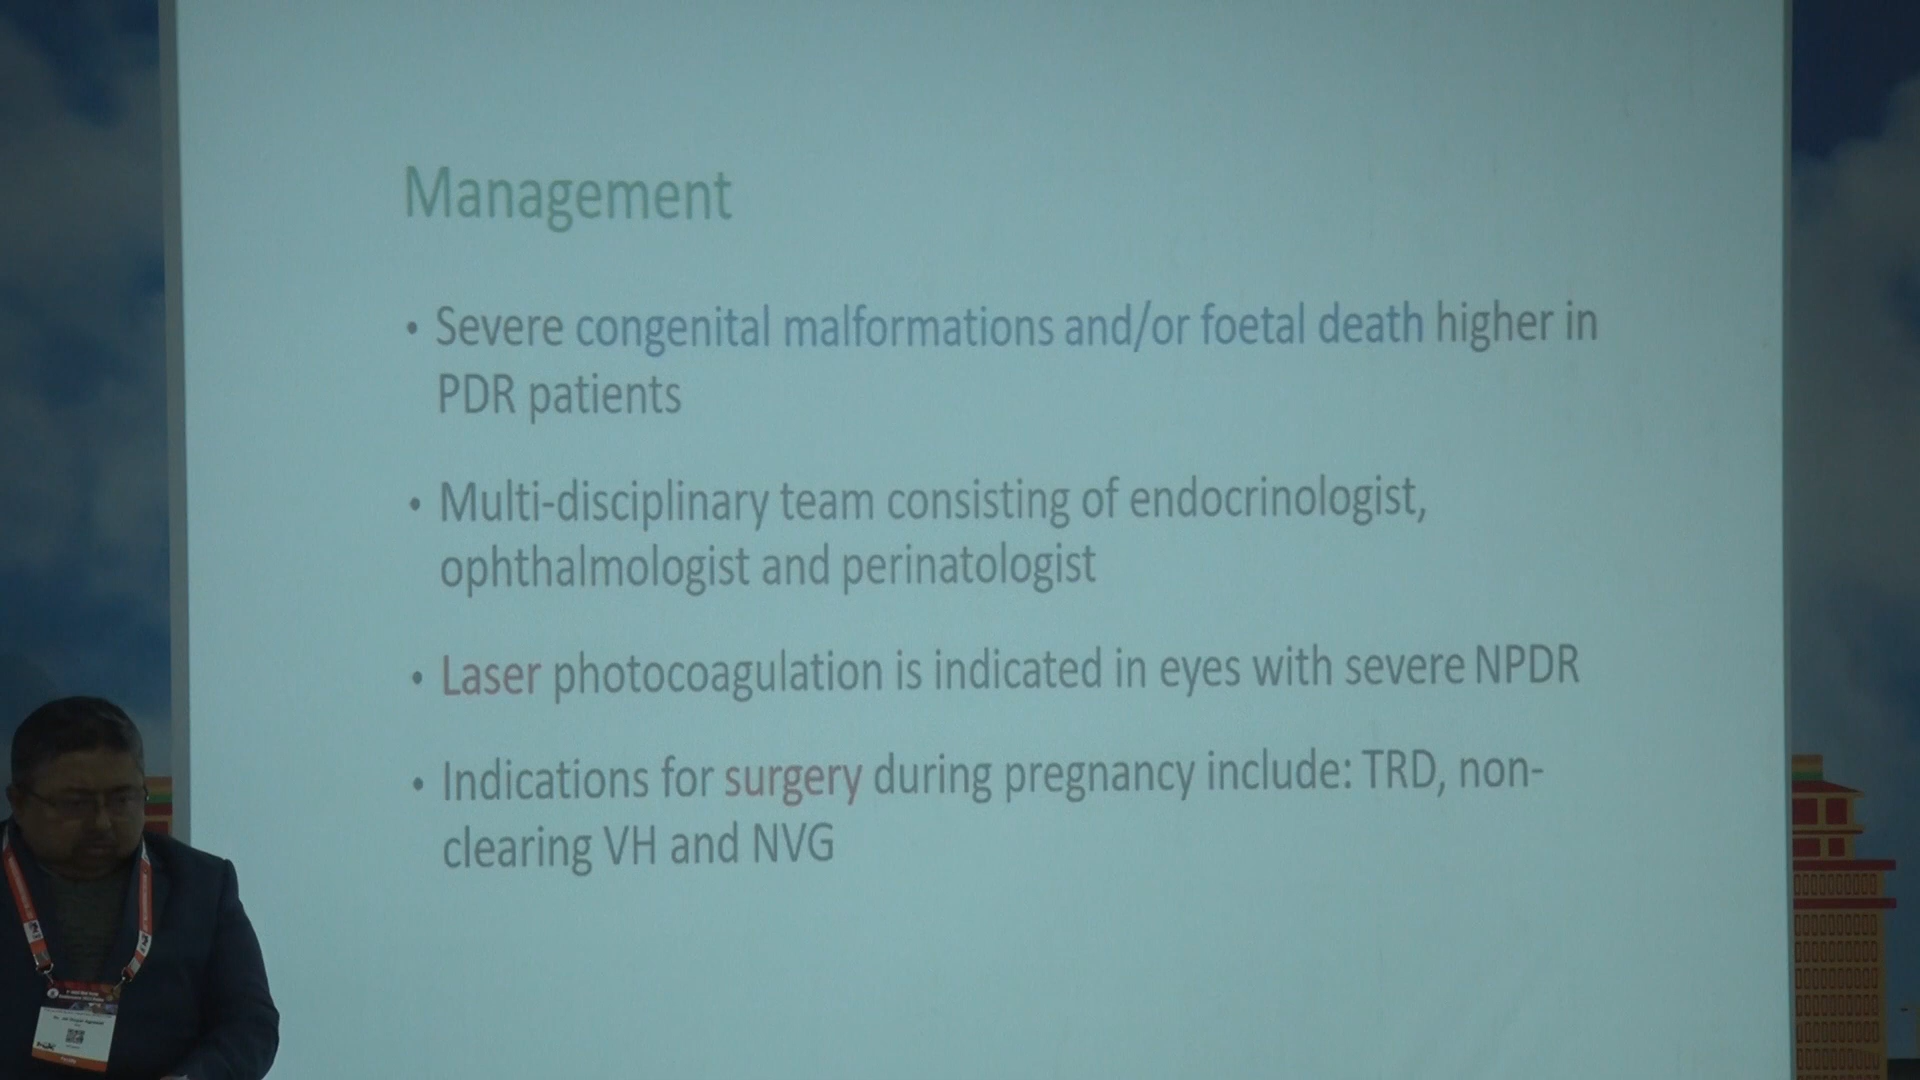 Management
• Severe congenital malformations and/or foetal death higher in
PDR patients
• Multi-disciplinary team consisting of endocrinologist,
ophthalmologist and perinatologist
• Laser photocoagulation is indicated in eyes with severe NPDR
• Indications for surgery during pregnancy include: TRD, non-
clearing VH and NVG